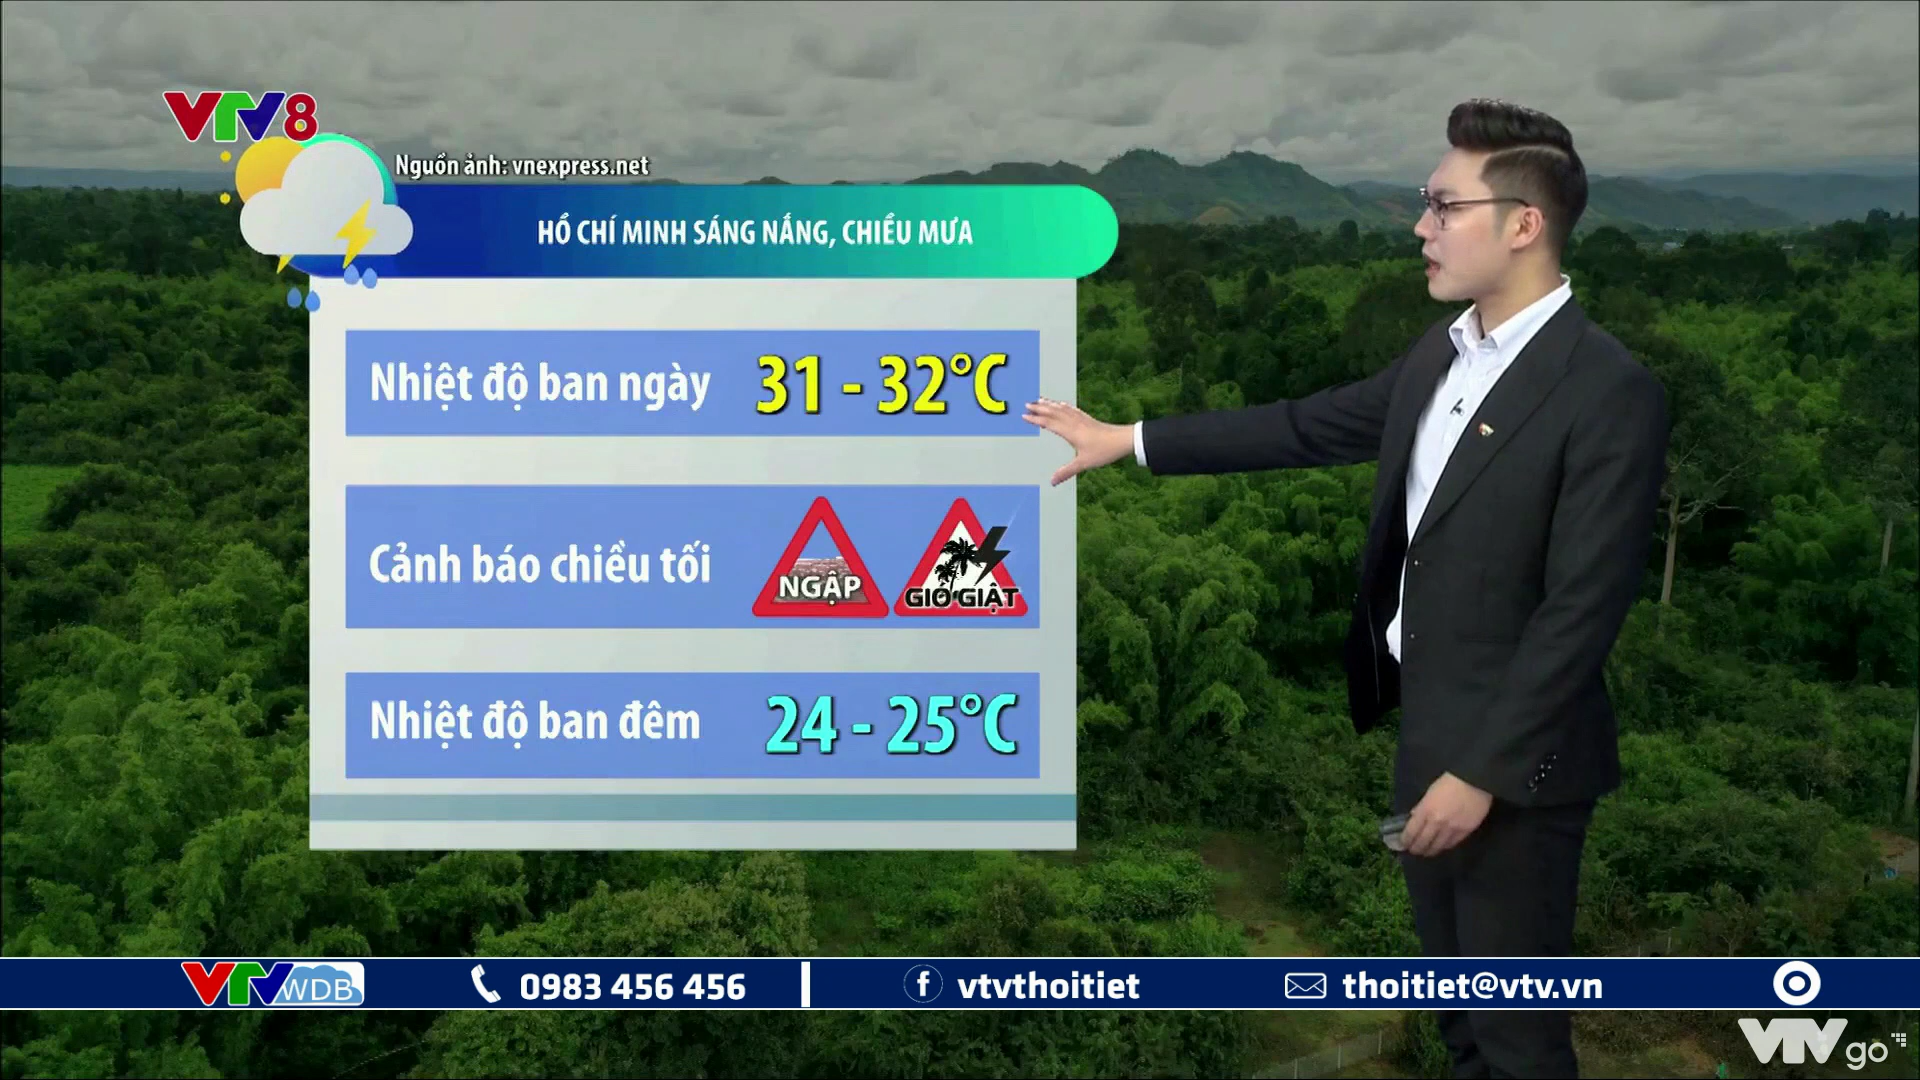 VTV8
Nguồn ảnh: vnexpress.net
HỒ CHÍ MINH SÁNG NẮNG, CHIỀU MƯA
Nhiệt độ ban ngày 31 - 32°C
Cảnh báo chiều tối NGẬP GIÓ GIẬT
Nhiệt độ ban đêm 24 - 25°C
VTV WDB 0983 456 456 vtvthoitiet thoitiet@vtv.vn
VTV go